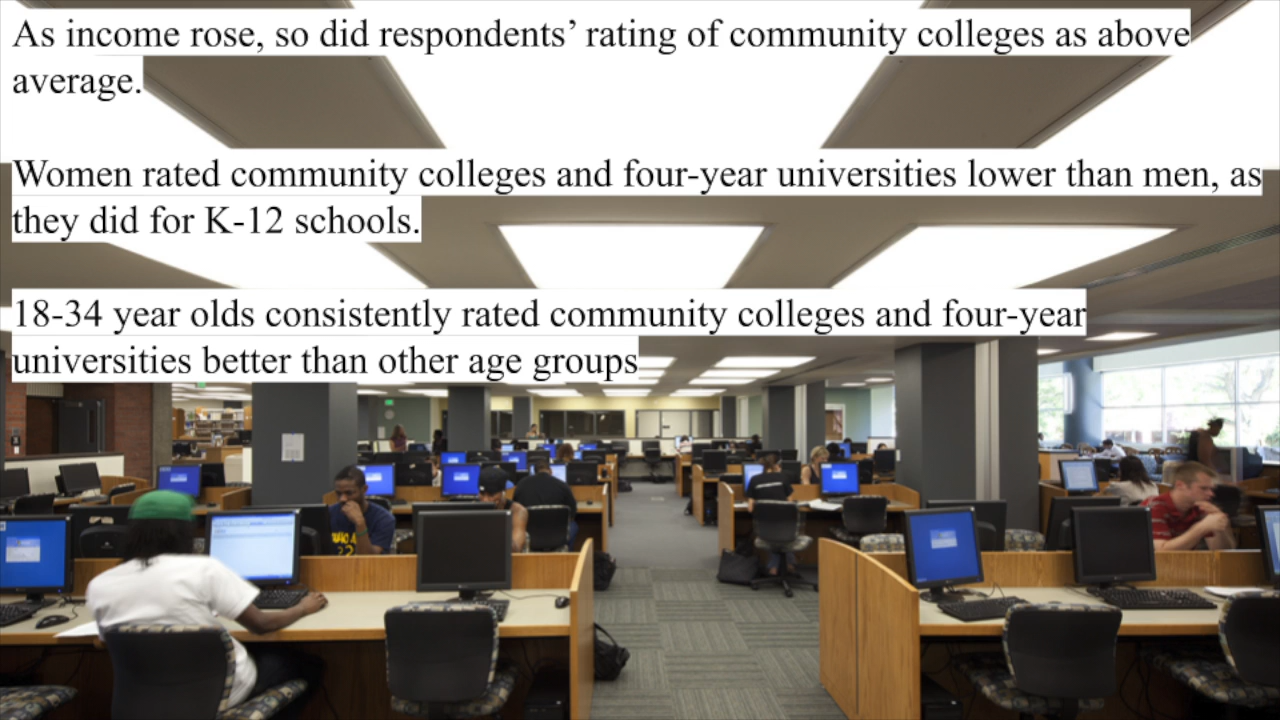 As income rose, so did respondents’ rating of community colleges as above
average.
Women rated community colleges and four-year universities lower than men, as
they did for K-12 schools.
18-34 year olds consistently rated community colleges and four-year
universities better than other age groups